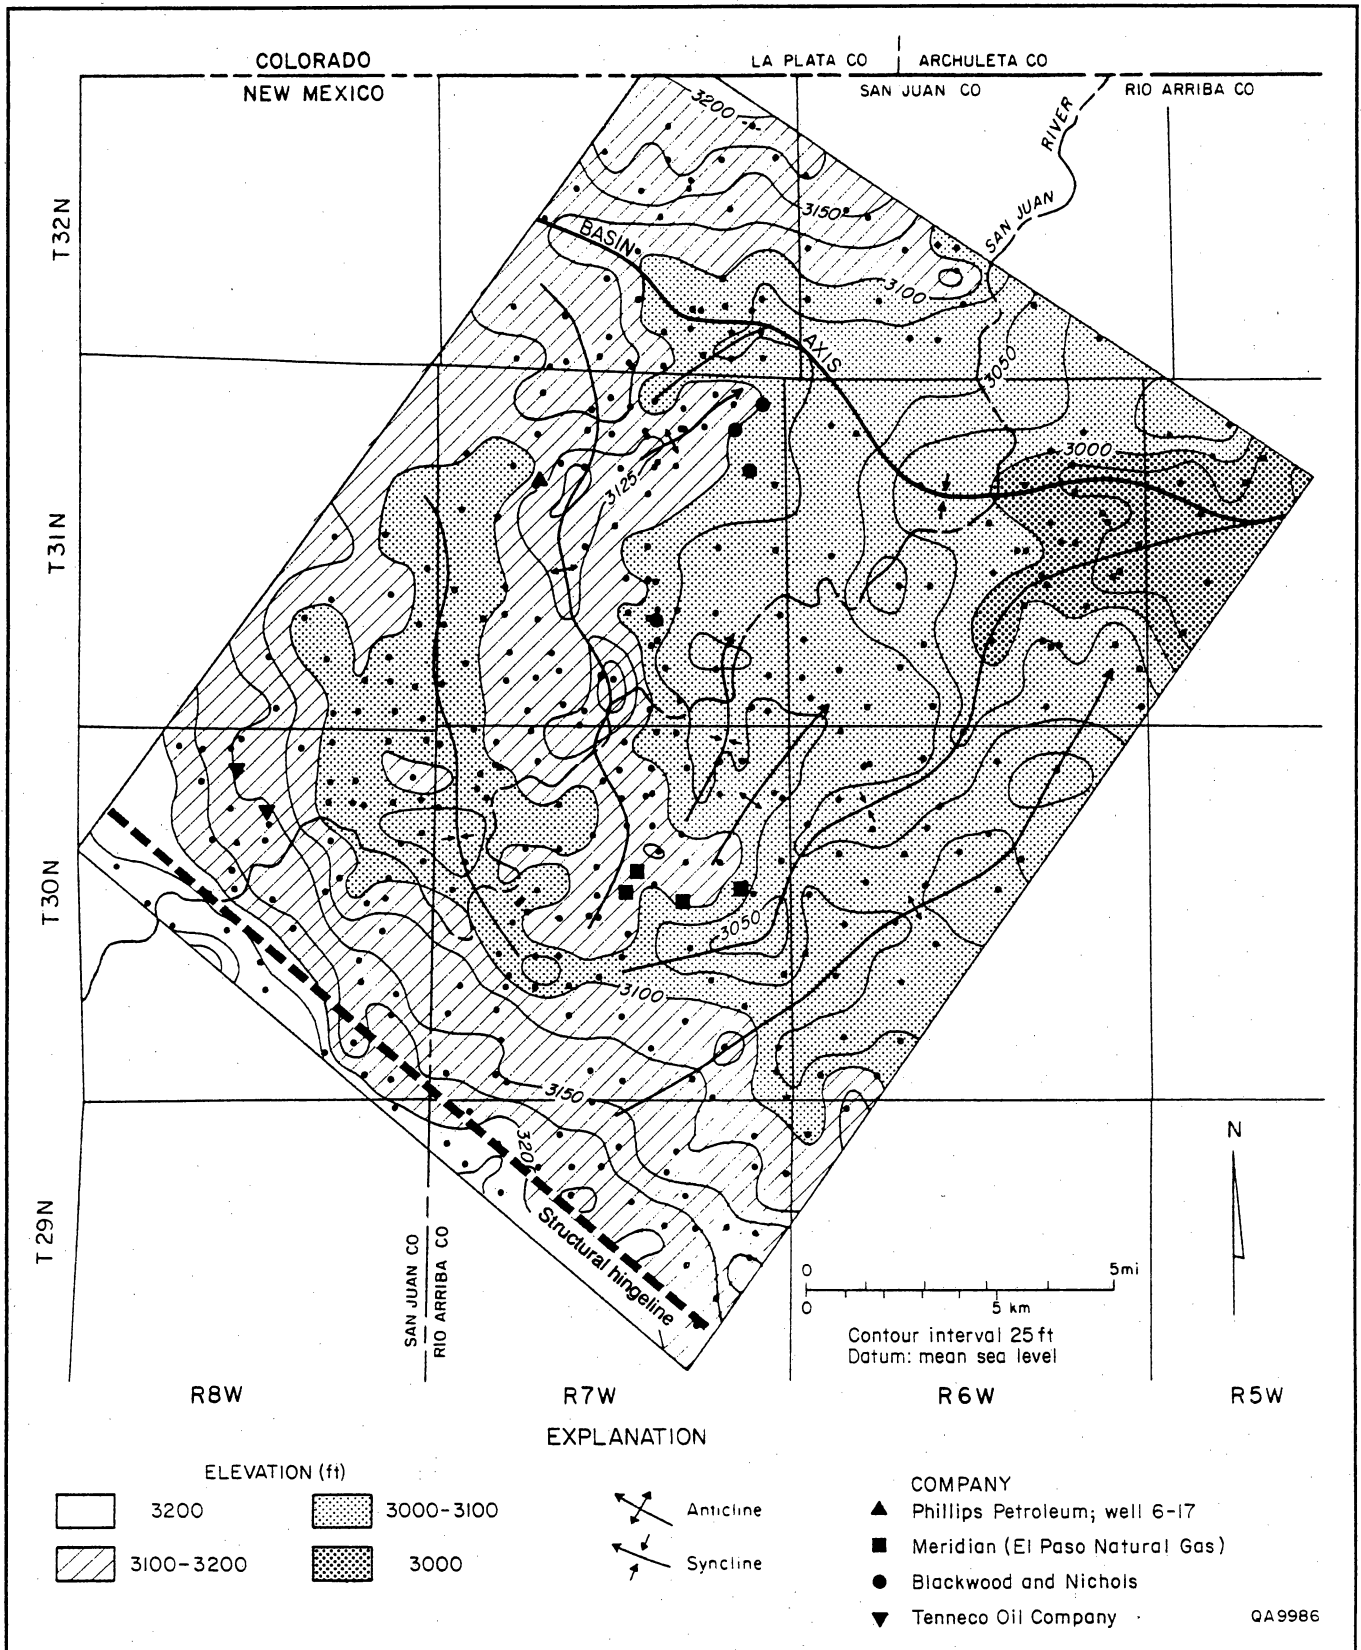 COLORADO
LA PLATA CO
ARCHULETA CO
NEW MEXICO
SAN JUAN CO
RIO ARRIBA CO
3200
RIVER
SAN JUAN
T32N
3150
BASIN
3100
AXIS
3050
3000
3125
T31N
T30N
3050
3100
3150
320
N
T29N
Structural hingeline
SAN JUAN CO
RIO ARRIBA CO
0 5mi
0 5 km
Contour interval 25 ft
Datum: mean sea level
R8W R7W R6W R5W
EXPLANATION
ELEVATION (ft)
3200
3000-3100
3100-3200
3000
Anticline
Syncline
COMPANY
Phillips Petroleum; well 6-17
Meridian (El Paso Natural Gas)
Blackwood and Nichols
Tenneco Oil Company
QA9986